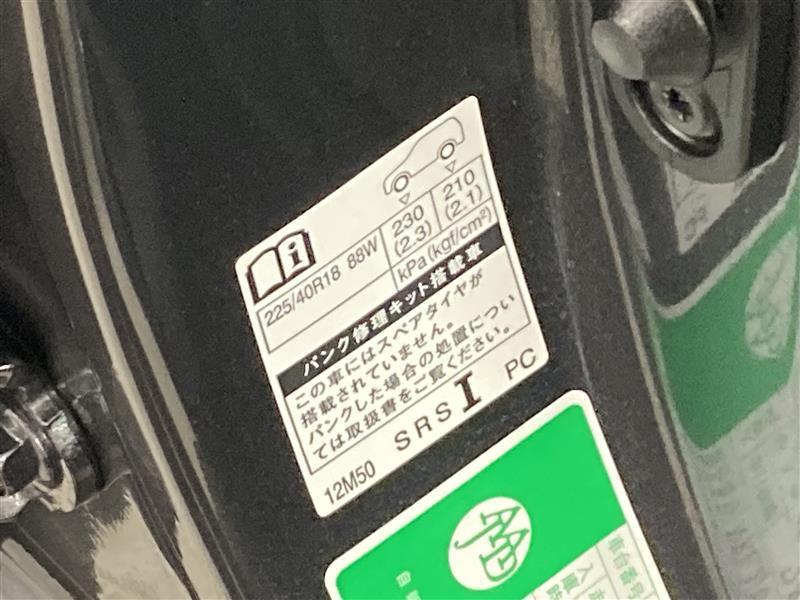 225/40R18 88W
230
(2.3)
210
(2.1)
kPa(kgf/cm²)
パンク修理キット搭載車
この車にはスペアタイヤが
搭載されていません。
パンクした場合の処置につい
ては取扱書をご覧ください。
12M50 SRS I PC